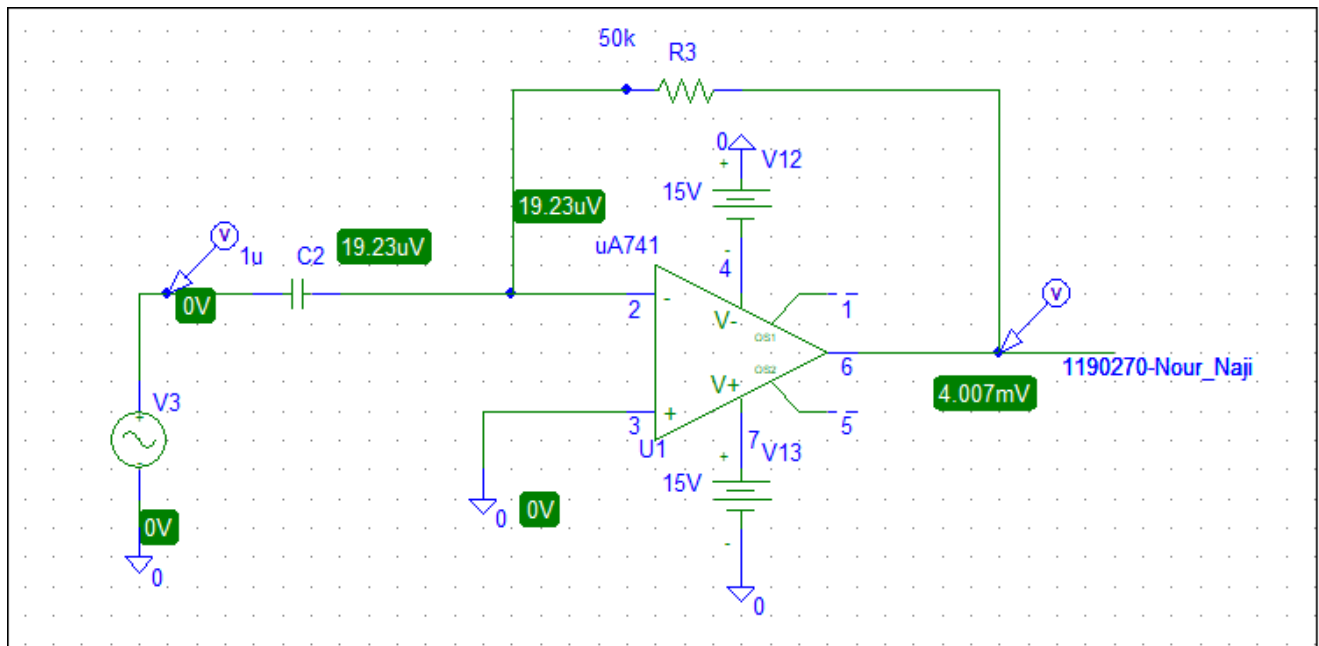 50k
R3
0
V12
+
15V
19.23uV
-
uA741
4
1µ
C2
19.23uV
V
0V
2
-
V-
OS1
1
V
6
1190270-Nour_Naji
OS2
V+
4.007mV
V3
+
3
+
5
U1
7
V13
+
15V
0
0V
-
0V
-
0
0